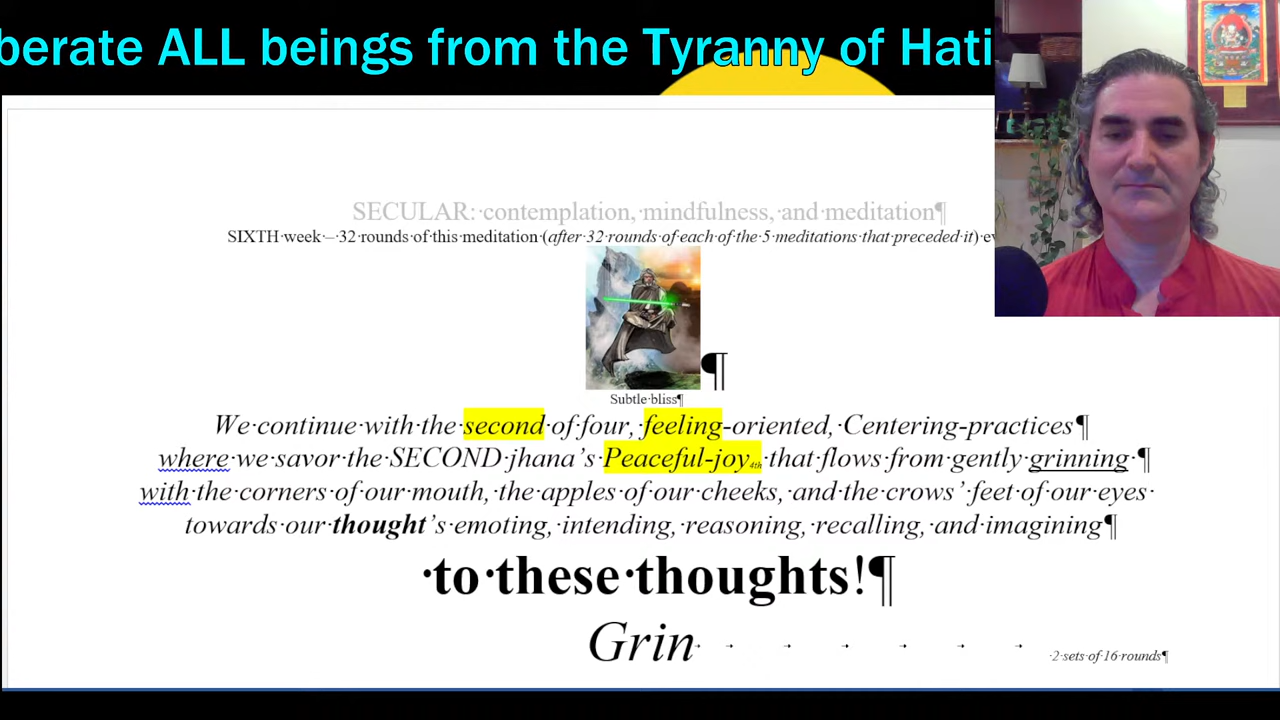 berate ALL beings from the Tyranny of Hati
SECULAR:·contemplation,·mindfulness,·and·meditation¶
SIXTH·week·–·32·rounds·of·this·meditation·(after·32·rounds·of·each·of·the·5·meditations·that·preceded·it)·ev
¶
Subtle·bliss¶
We·continue·with·the·second·of·four,·feeling-oriented,·Centering-practices¶
where·we·savor·the·SECOND·jhana's·Peaceful-joy4th·that·flows·from·gently·grinning·¶
with·the·corners·of·our·mouth,·the·apples·of·our·cheeks,·and·the·crows'·feet·of·our·eyes·
towards·our·thought's·emoting,·intending,·reasoning,·recalling,·and·imagining¶
·to·these·thoughts!¶
Grin→ → → → → → → ·2·sets·of·16·rounds¶